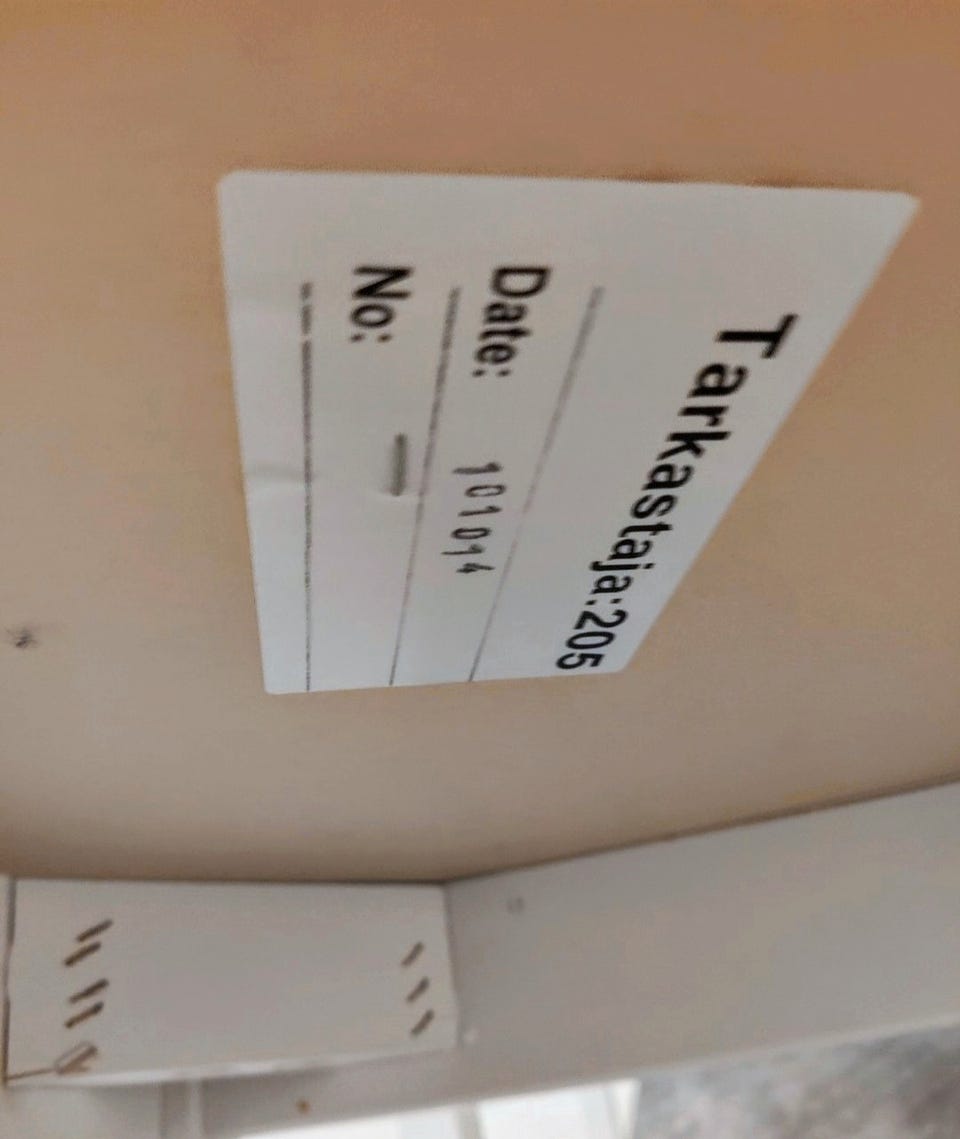 Tarkastaja:205
Date: 101014
No: —